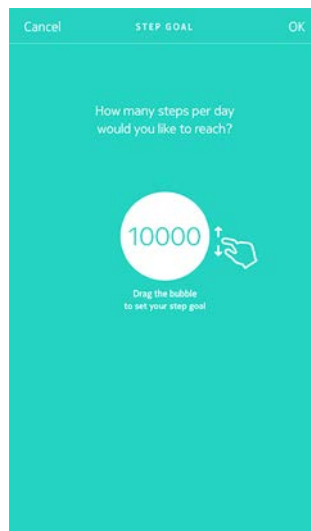 Cancel STEP GOAL OK
How many steps per day
would you like to reach?
10000
Drag the bubble
to set your step goal